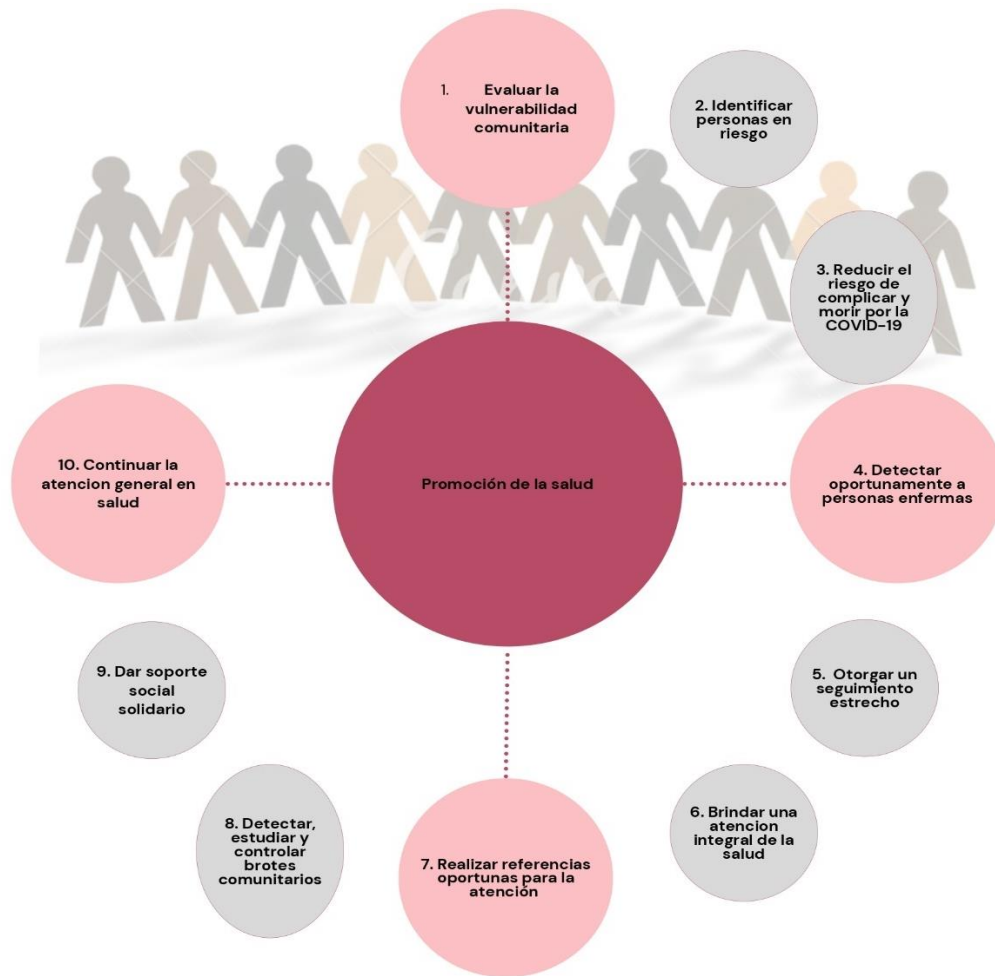 1. Evaluar la
vulnerabilidad
comunitaria
2. Identificar
personas en
riesgo
3. Reducir el
riesgo de
complicar y
morir por la
COVID-19
10. Continuar la
atencion general en
salud
Promoción de la salud
4. Detectar
oportunamente a
personas enfermas
9. Dar soporte
social
solidario
5. Otorgar un
seguimiento
estrecho
8. Detectar,
estudiar y
controlar
brotes
comunitarios
6. Brindar una
atencion
integral de la
salud
7. Realizar referencias
oportunas para la
atención